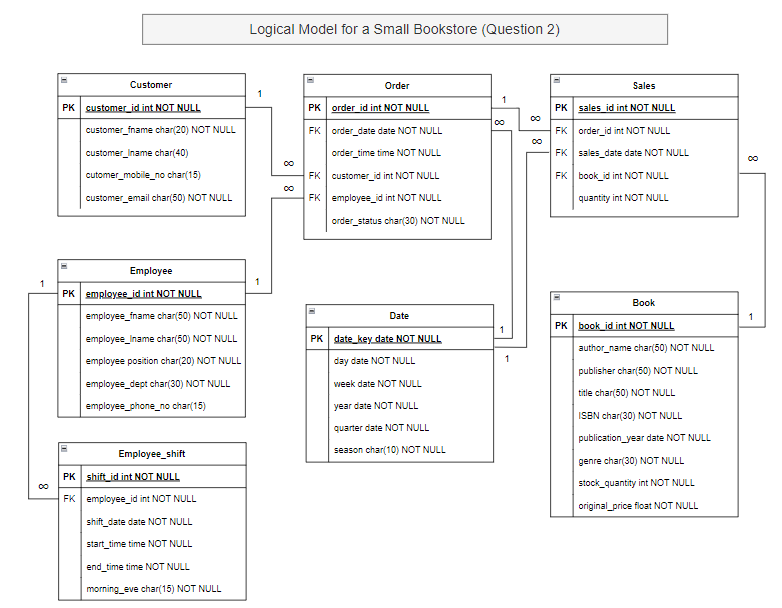 Logical Model for a Small Bookstore (Question 2)
Customer
PK customer_id int NOT NULL
customer_fname char(20) NOT NULL
customer_lname char(40)
cutomer_mobile_no char(15)
customer_email char(50) NOT NULL
1
∞
∞
1
Order
PK order_id int NOT NULL
FK order_date date NOT NULL
order_time time NOT NULL
FK customer_id int NOT NULL
FK employee_id int NOT NULL
order_status char(30) NOT NULL
1
∞
∞
∞
Sales
PK sales_id int NOT NULL
FK order_id int NOT NULL
FK sales_date date NOT NULL
FK book_id int NOT NULL
quantity int NOT NULL
∞
1
Employee
PK employee_id int NOT NULL
employee_fname char(50) NOT NULL
employee_lname char(50) NOT NULL
employee position char(20) NOT NULL
employee_dept char(30) NOT NULL
employee_phone_no char(15)
1
∞
Date
PK date_key date NOT NULL
day date NOT NULL
week date NOT NULL
year date NOT NULL
quarter date NOT NULL
season char(10) NOT NULL
1
1
Book
PK book_id int NOT NULL
author_name char(50) NOT NULL
publisher char(50) NOT NULL
title char(50) NOT NULL
ISBN char(30) NOT NULL
publication_year date NOT NULL
genre char(30) NOT NULL
stock_quantity int NOT NULL
original_price float NOT NULL
Employee_shift
PK shift_id int NOT NULL
FK employee_id int NOT NULL
shift_date date NOT NULL
start_time time NOT NULL
end_time time NOT NULL
morning_eve char(15) NOT NULL